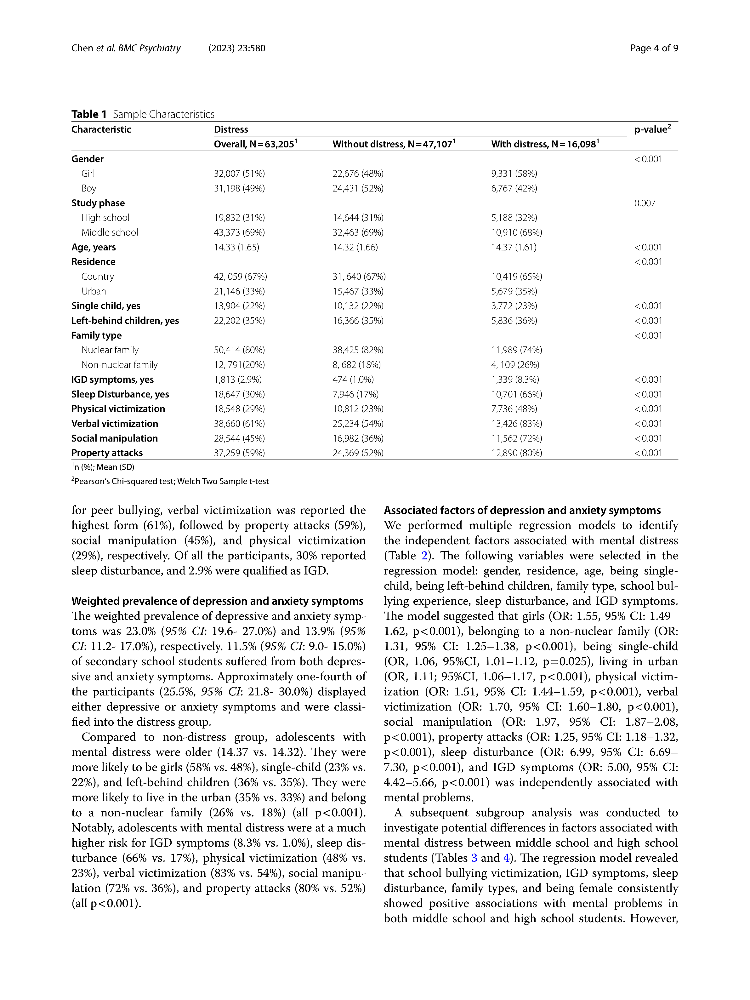 Chen et al. BMC Psychiatry (2023) 23:580 Page 4 of 9
Table 1 Sample Characteristics
Characteristic Distress p-value2
Overall, N = 63,2051 Without distress, N = 47,1071 With distress, N = 16,0981
Gender < 0.001
Girl 32,007 (51%) 22,676 (48%) 9,331 (58%)
Boy 31,198 (49%) 24,431 (52%) 6,767 (42%)
Study phase 0.007
High school 19,832 (31%) 14,644 (31%) 5,188 (32%)
Middle school 43,373 (69%) 32,463 (69%) 10,910 (68%)
Age, years 14.33 (1.65) 14.32 (1.66) 14.37 (1.61) < 0.001
Residence < 0.001
Country 42, 059 (67%) 31, 640 (67%) 10,419 (65%)
Urban 21,146 (33%) 15,467 (33%) 5,679 (35%)
Single child, yes 13,904 (22%) 10,132 (22%) 3,772 (23%) < 0.001
Left-behind children, yes 22,202 (35%) 16,366 (35%) 5,836 (36%) < 0.001
Family type < 0.001
Nuclear family 50,414 (80%) 38,425 (82%) 11,989 (74%)
Non-nuclear family 12, 791(20%) 8, 682 (18%) 4, 109 (26%)
IGD symptoms, yes 1,813 (2.9%) 474 (1.0%) 1,339 (8.3%) < 0.001
Sleep Disturbance, yes 18,647 (30%) 7,946 (17%) 10,701 (66%) < 0.001
Physical victimization 18,548 (29%) 10,812 (23%) 7,736 (48%) < 0.001
Verbal victimization 38,660 (61%) 25,234 (54%) 13,426 (83%) < 0.001
Social manipulation 28,544 (45%) 16,982 (36%) 11,562 (72%) < 0.001
Property attacks 37,259 (59%) 24,369 (52%) 12,890 (80%) < 0.001
1n (%); Mean (SD)
2Pearson's Chi-squared test; Welch Two Sample t-test
for peer bullying, verbal victimization was reported the
highest form (61%), followed by property attacks (59%),
social manipulation (45%), and physical victimization
(29%), respectively. Of all the participants, 30% reported
sleep disturbance, and 2.9% were qualified as IGD.
Weighted prevalence of depression and anxiety symptoms
The weighted prevalence of depressive and anxiety symp-
toms was 23.0% (95% CI: 19.6- 27.0%) and 13.9% (95%
CI: 11.2- 17.0%), respectively. 11.5% (95% CI: 9.0- 15.0%)
of secondary school students suffered from both depres-
sive and anxiety symptoms. Approximately one-fourth of
the participants (25.5%, 95% CI: 21.8- 30.0%) displayed
either depressive or anxiety symptoms and were classi-
fied into the distress group.
Compared to non-distress group, adolescents with
mental distress were older (14.37 vs. 14.32). They were
more likely to be girls (58% vs. 48%), single-child (23% vs.
22%), and left-behind children (36% vs. 35%). They were
more likely to live in the urban (35% vs. 33%) and belong
to a non-nuclear family (26% vs. 18%) (all p<0.001).
Notably, adolescents with mental distress were at a much
higher risk for IGD symptoms (8.3% vs. 1.0%), sleep dis-
turbance (66% vs. 17%), physical victimization (48% vs.
23%), verbal victimization (83% vs. 54%), social manipu-
lation (72% vs. 36%), and property attacks (80% vs. 52%)
(all p<0.001).
Associated factors of depression and anxiety symptoms
We performed multiple regression models to identify
the independent factors associated with mental distress
(Table 2). The following variables were selected in the
regression model: gender, residence, age, being single-
child, being left-behind children, family type, school bul-
lying experience, sleep disturbance, and IGD symptoms.
The model suggested that girls (OR: 1.55, 95% CI: 1.49–
1.62, p<0.001), belonging to a non-nuclear family (OR:
1.31, 95% CI: 1.25–1.38, p<0.001), being single-child
(OR, 1.06, 95%CI, 1.01–1.12, p=0.025), living in urban
(OR, 1.11; 95%CI, 1.06–1.17, p<0.001), physical victim-
ization (OR: 1.51, 95% CI: 1.44–1.59, p<0.001), verbal
victimization (OR: 1.70, 95% CI: 1.60–1.80, p<0.001),
social manipulation (OR: 1.97, 95% CI: 1.87–2.08,
p<0.001), property attacks (OR: 1.25, 95% CI: 1.18–1.32,
p<0.001), sleep disturbance (OR: 6.99, 95% CI: 6.69–
7.30, p<0.001), and IGD symptoms (OR: 5.00, 95% CI:
4.42–5.66, p<0.001) was independently associated with
mental problems.
A subsequent subgroup analysis was conducted to
investigate potential differences in factors associated with
mental distress between middle school and high school
students (Tables 3 and 4). The regression model revealed
that school bullying victimization, IGD symptoms, sleep
disturbance, family types, and being female consistently
showed positive associations with mental problems in
both middle school and high school students. However,